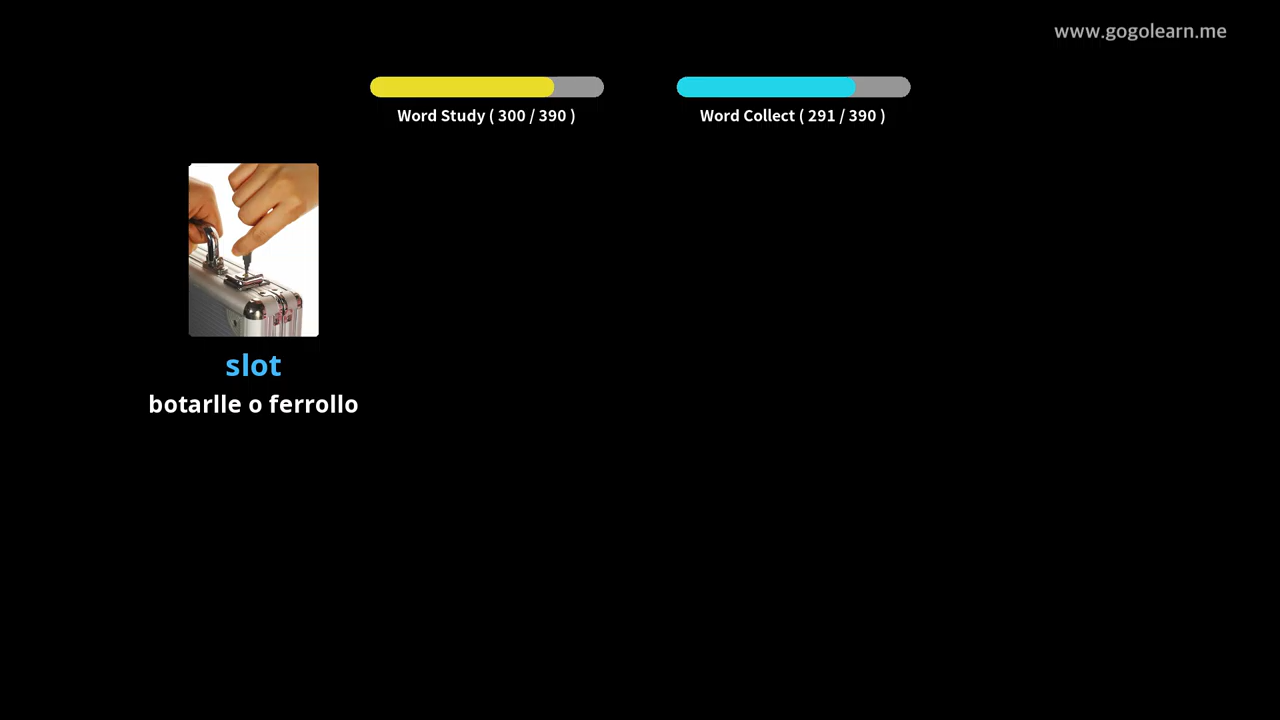 www.gogolearn.me
Word Study ( 300 / 390 )
Word Collect ( 291 / 390 )
slot
botarlle o ferrollo